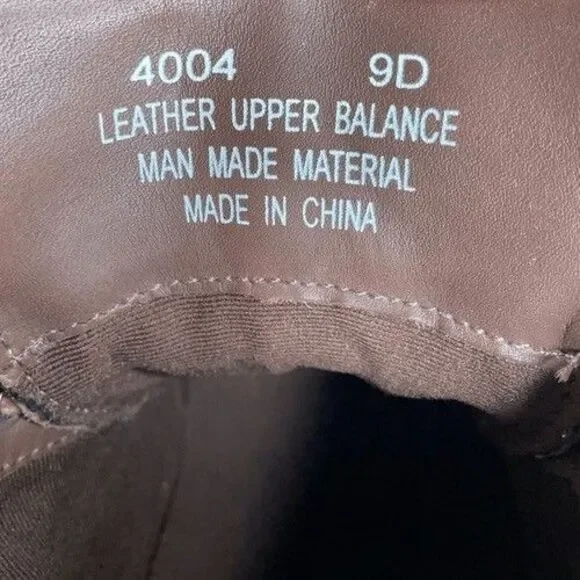 4004 9D
LEATHER UPPER BALANCE
MAN MADE MATERIAL
MADE IN CHINA